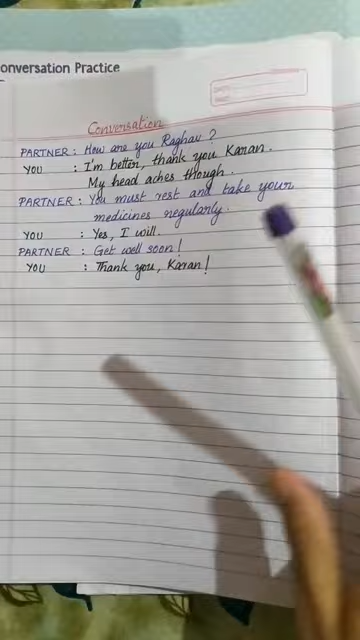 onversation Practice
Conversation
PARTNER : How are you Raghav ?
YOU : I'm better, thank you Karan.
My head aches though.
PARTNER : You must rest and take your
medicines regularly.
YOU : Yes, I will.
PARTNER : Get well soon !
YOU : Thank you, Karan !